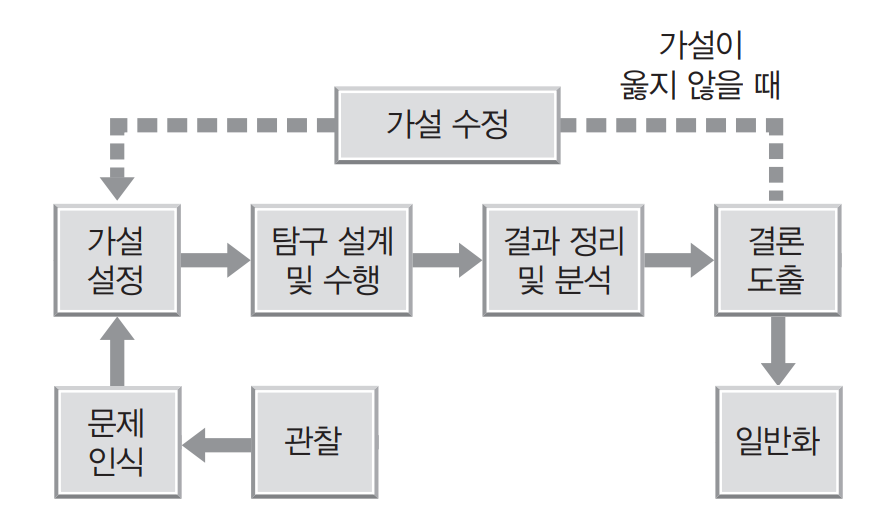 가설이
옳지 않을 때
가설 수정
가설
설정
탐구 설계
및 수행
결과 정리
및 분석
결론
도출
문제
인식
관찰
일반화